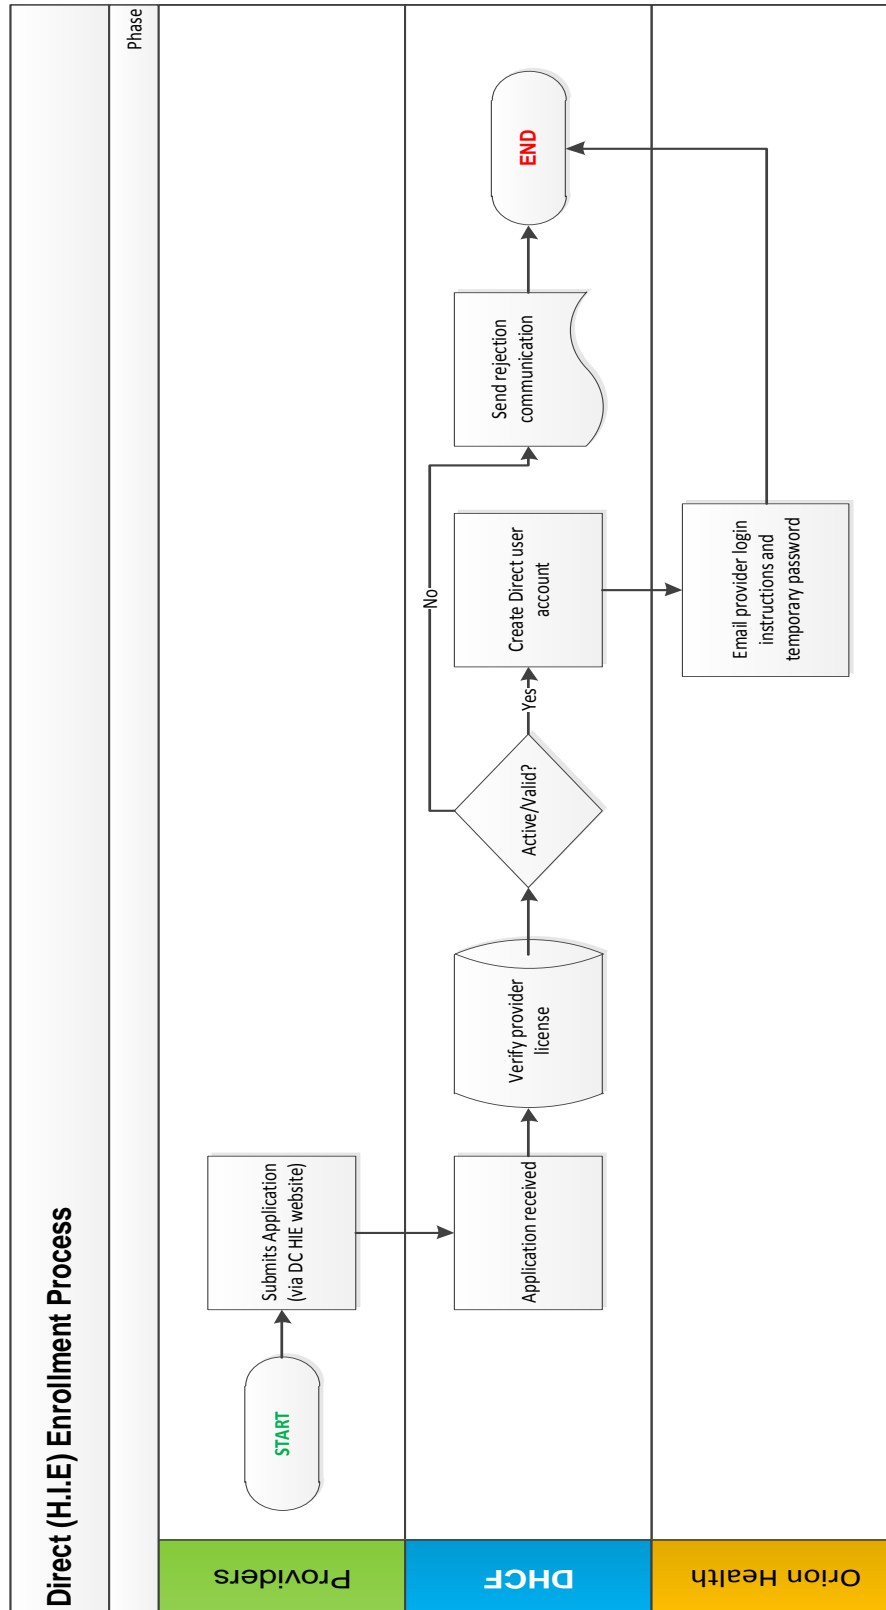 Direct (H.I.E) Enrollment Process
Phase
Providers
START
Submits Application
(via DC HIE website)
DHCF
Application received
Verify provider
license
Active/Valid?
Yes
No
Create Direct user
account
Send rejection
communication
END
Orion Health
Email provider login
instructions and
temporary password